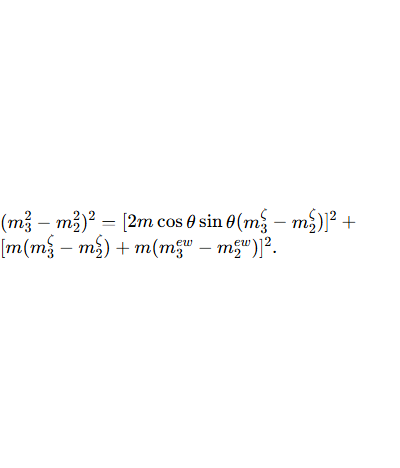 $(m_3^2 - m_2^2)^2 = [2m \cos\theta \sin\theta (m_3^\zeta - m_2^\zeta)]^2 +$
$[m(m_3^\zeta - m_2^\zeta) + m(m_3^{ew} - m_2^{ew})]^2.$